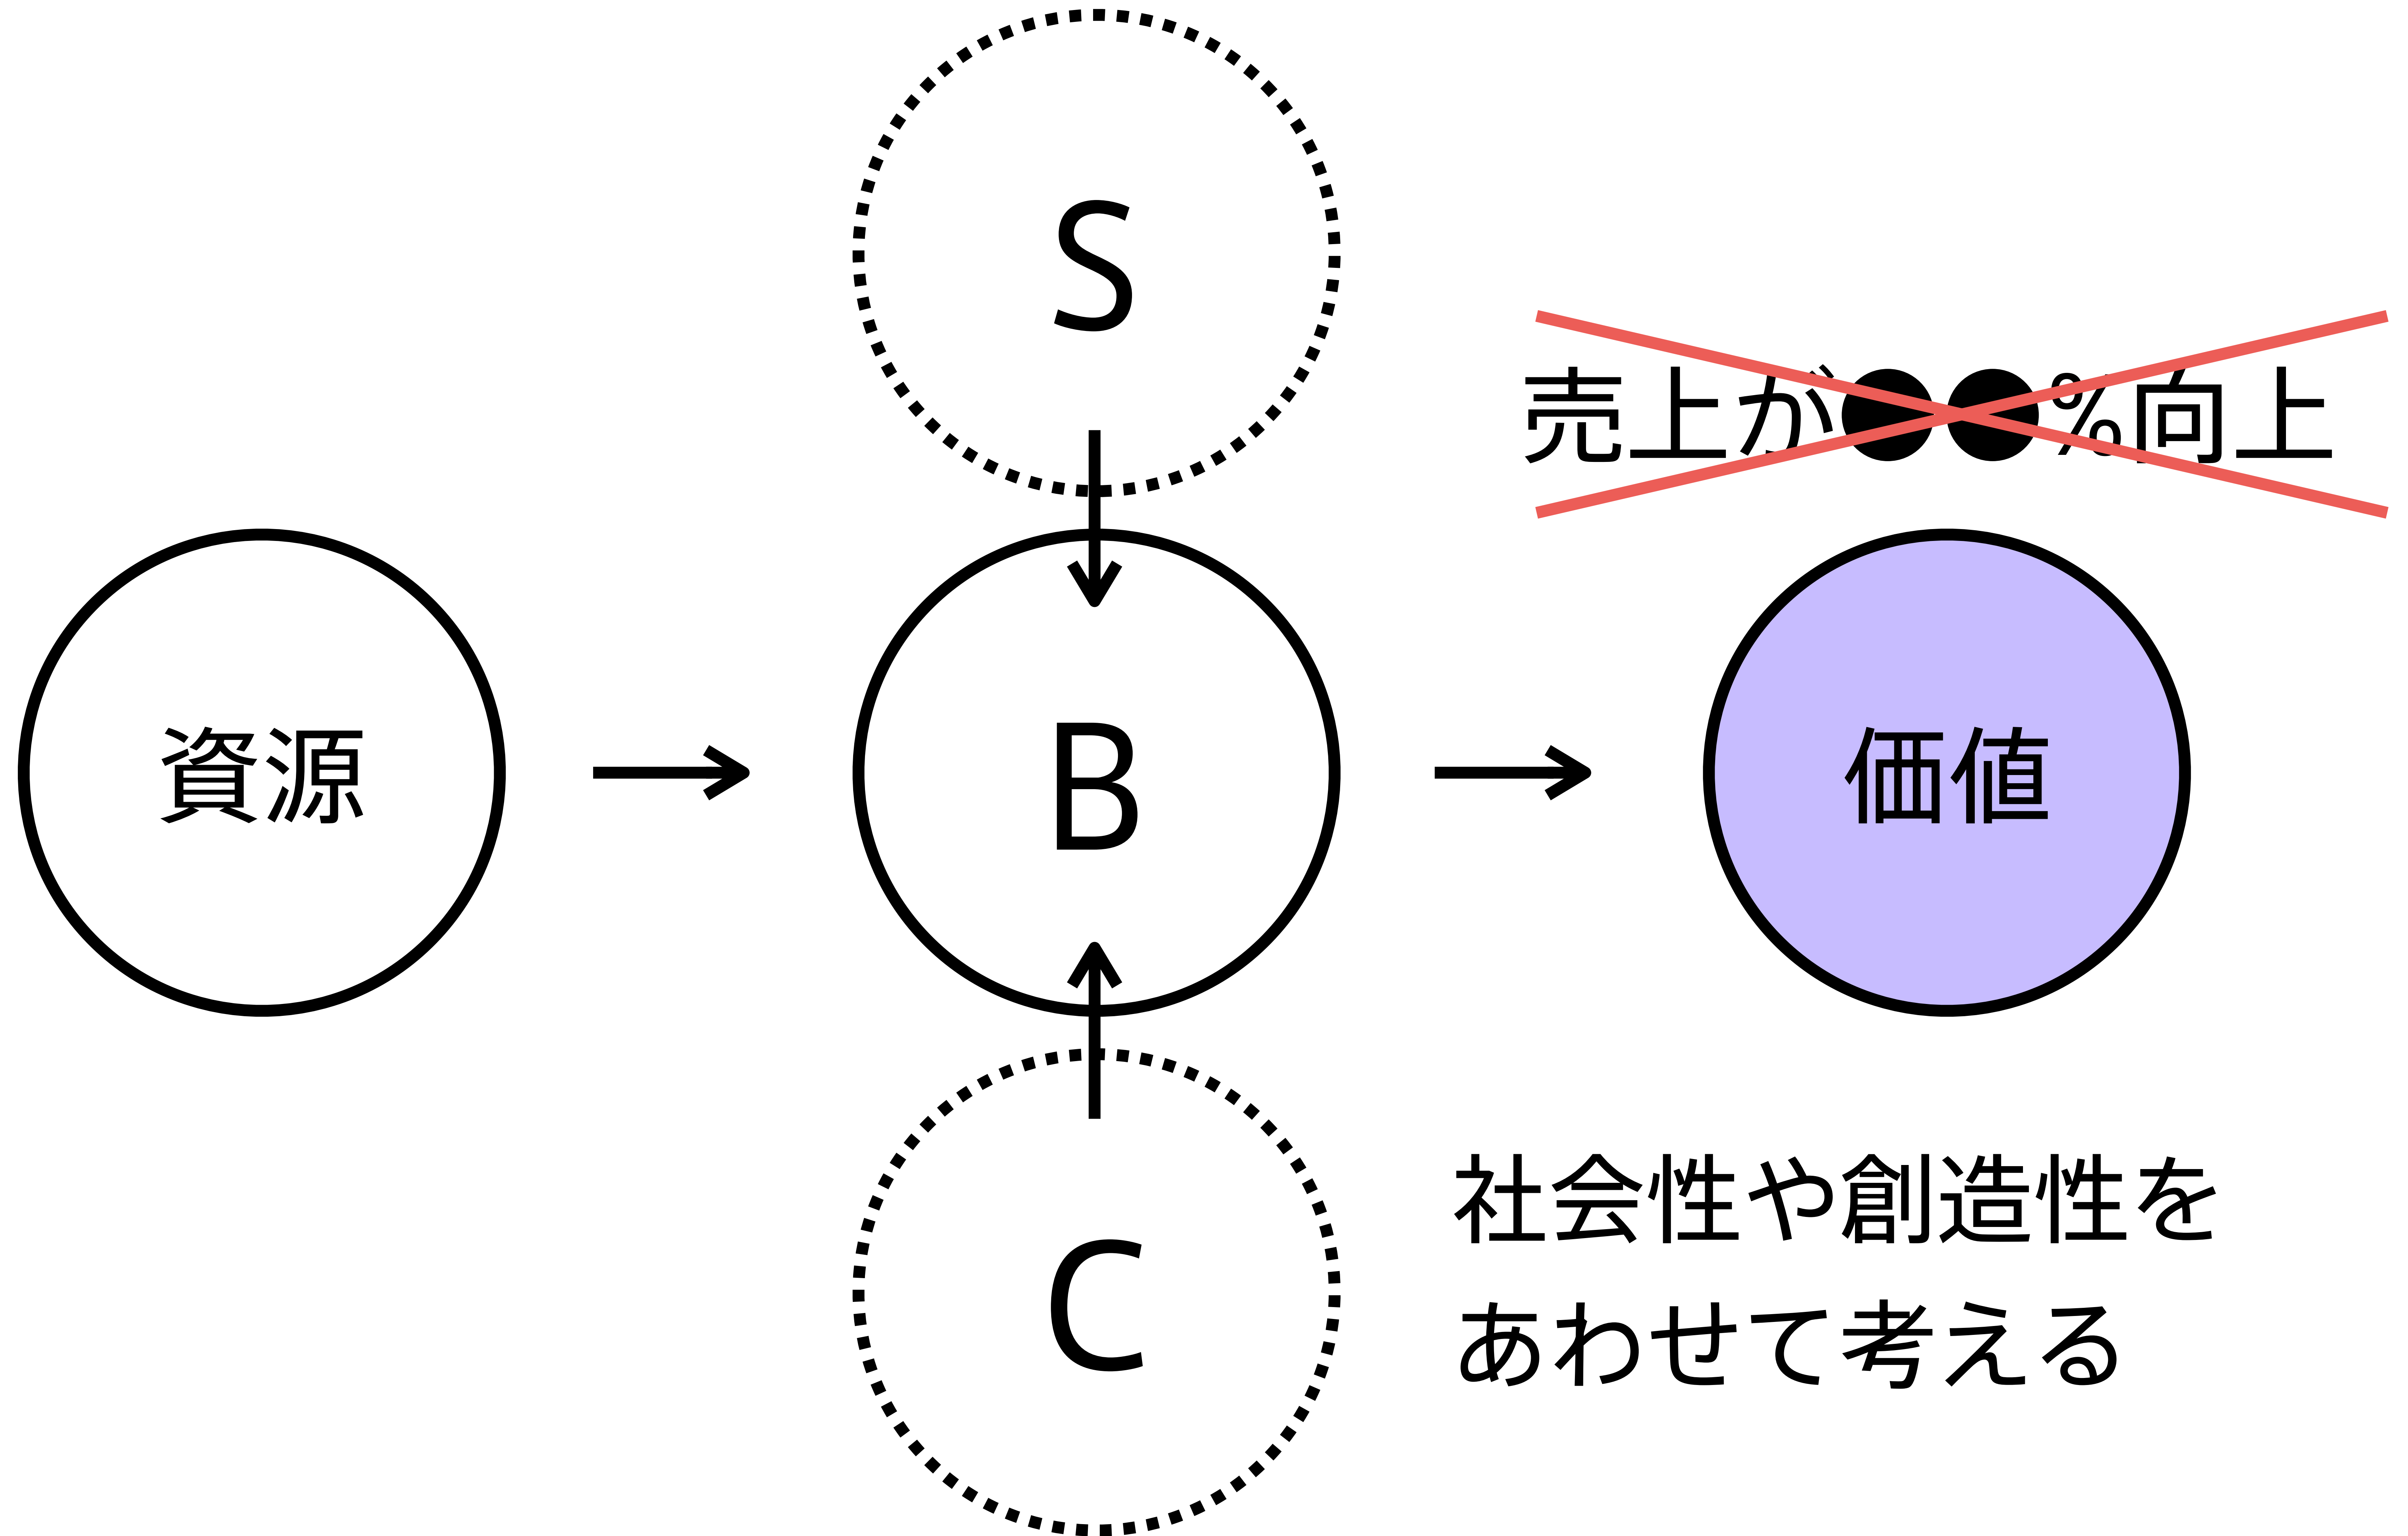 S
売上が●●%向上
資源
B
価値
C
社会性や創造性を
あわせて考える